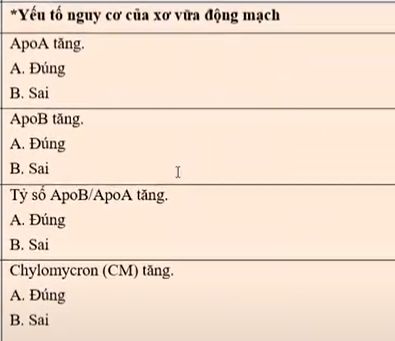 *Yếu tố nguy cơ của xơ vữa động mạch
ApoA tăng.
A. Đúng
B. Sai
ApoB tăng.
A. Đúng
B. Sai
Tỷ số ApoB/ApoA tăng.
A. Đúng
B. Sai
Chylomycron (CM) tăng.
A. Đúng
B. Sai